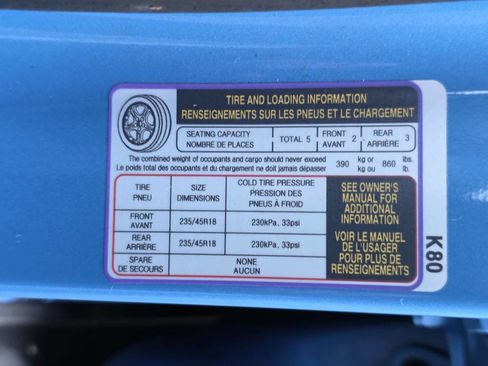 TIRE AND LOADING INFORMATION
RENSEIGNEMENTS SUR LES PNEUS ET LE CHARGEMENT
SEATING CAPACITY
NOMBRE DE PLACES
TOTAL 5
FRONT
AVANT 2
REAR
ARRIÈRE 3
The combined weight of occupants and cargo should never exceed
Le poids total des occupants et du chargement ne doit jamais dépasser
390
kg or
kg ou
860
lbs.
lb.
TIRE
PNEU
SIZE
DIMENSIONS
COLD TIRE PRESSURE
PRESSION DES
PNEUS À FROID
FRONT
AVANT
235/45R18
230kPa, 33psi
REAR
ARRIÈRE
235/45R18
230kPa, 33psi
SPARE
DE SECOURS
NONE
AUCUN
SEE OWNER'S
MANUAL FOR
ADDITIONAL
INFORMATION
VOIR LE MANUEL
DE L'USAGER
POUR PLUS DE
RENSEIGNEMENTS
K80